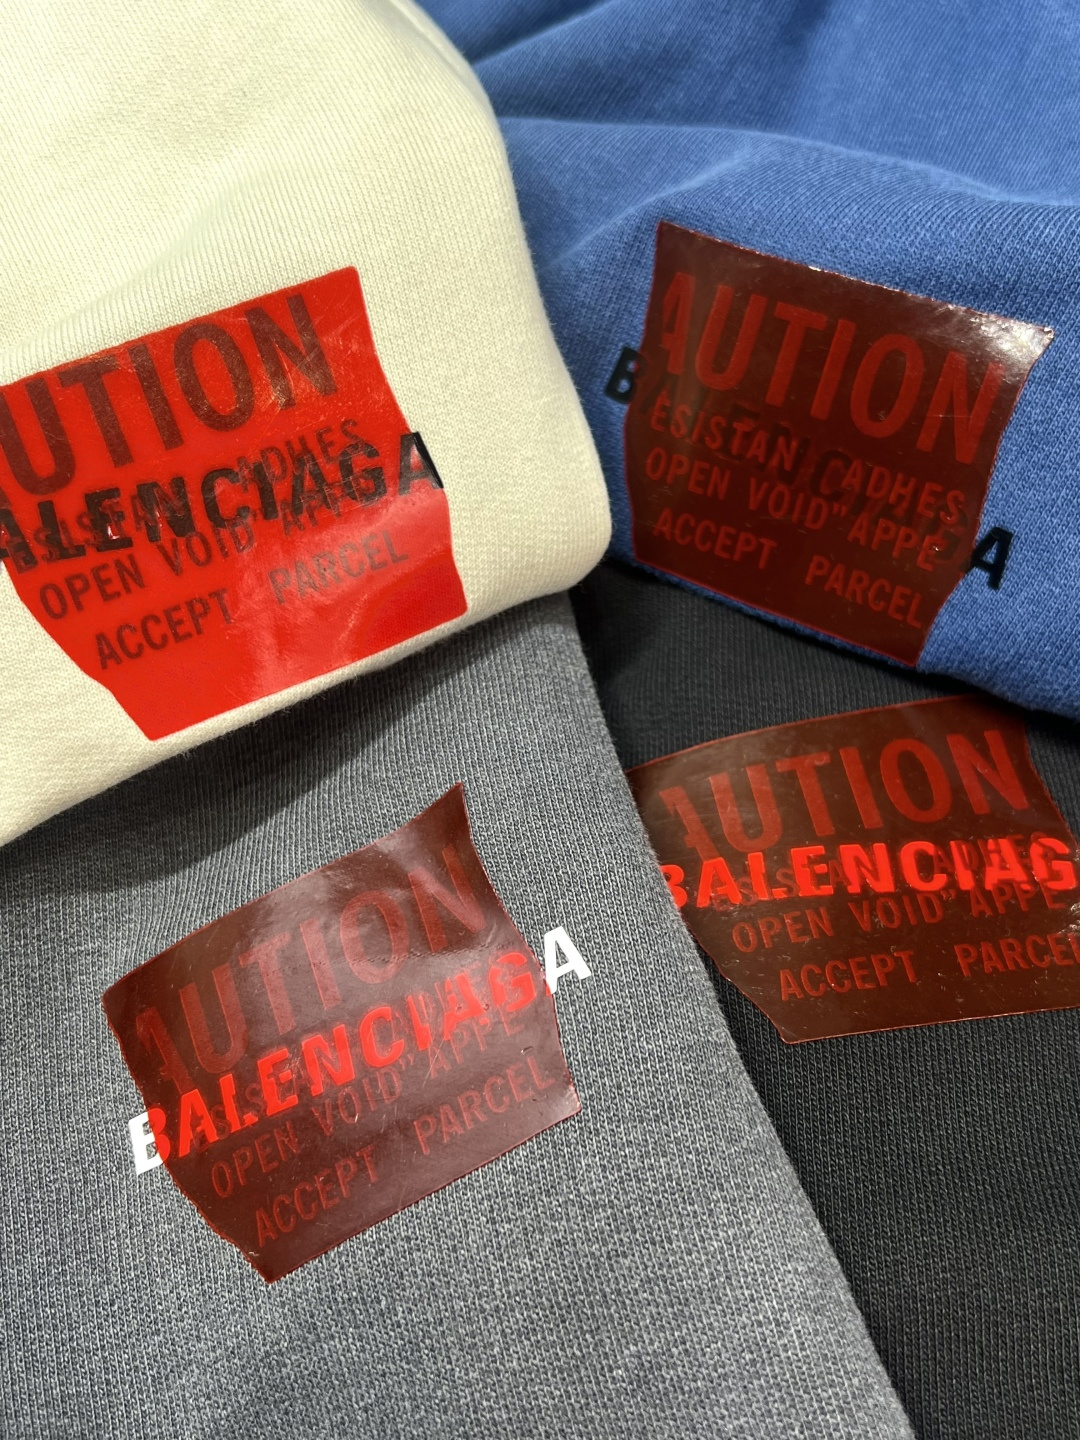 AUTION
BALENCIAGA
ESISTAN CADHES
OPEN VOID" APPE
ACCEPT PARCEL
AUTION
BALENCIAGA
ESISTAN CADHES
OPEN VOID" APPE
ACCEPT PARCEL
AUTION
BALENCIAGA
OPEN VOID" APPE
ACCEPT PARCEL
AUTION
BALENCIAG
OPEN VOID" APPE
ACCEPT PARCEL